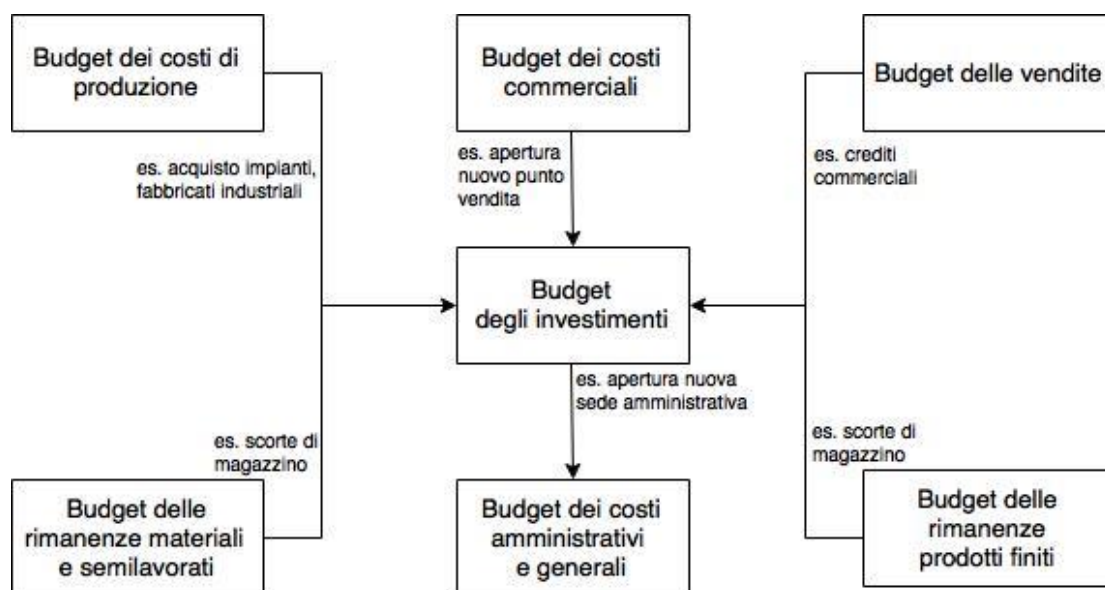 Budget dei costi di
produzione
Budget dei costi
commerciali
Budget delle vendite
es. acquisto impianti,
fabbricati industriali
es. apertura
nuovo punto
vendita
es. crediti
commerciali
Budget
degli investimenti
es. apertura nuova
sede amministrativa
es. scorte di
magazzino
es. scorte di
magazzino
Budget delle
rimanenze materiali
e semilavorati
Budget dei costi
amministrativi
e generali
Budget delle
rimanenze
prodotti finiti